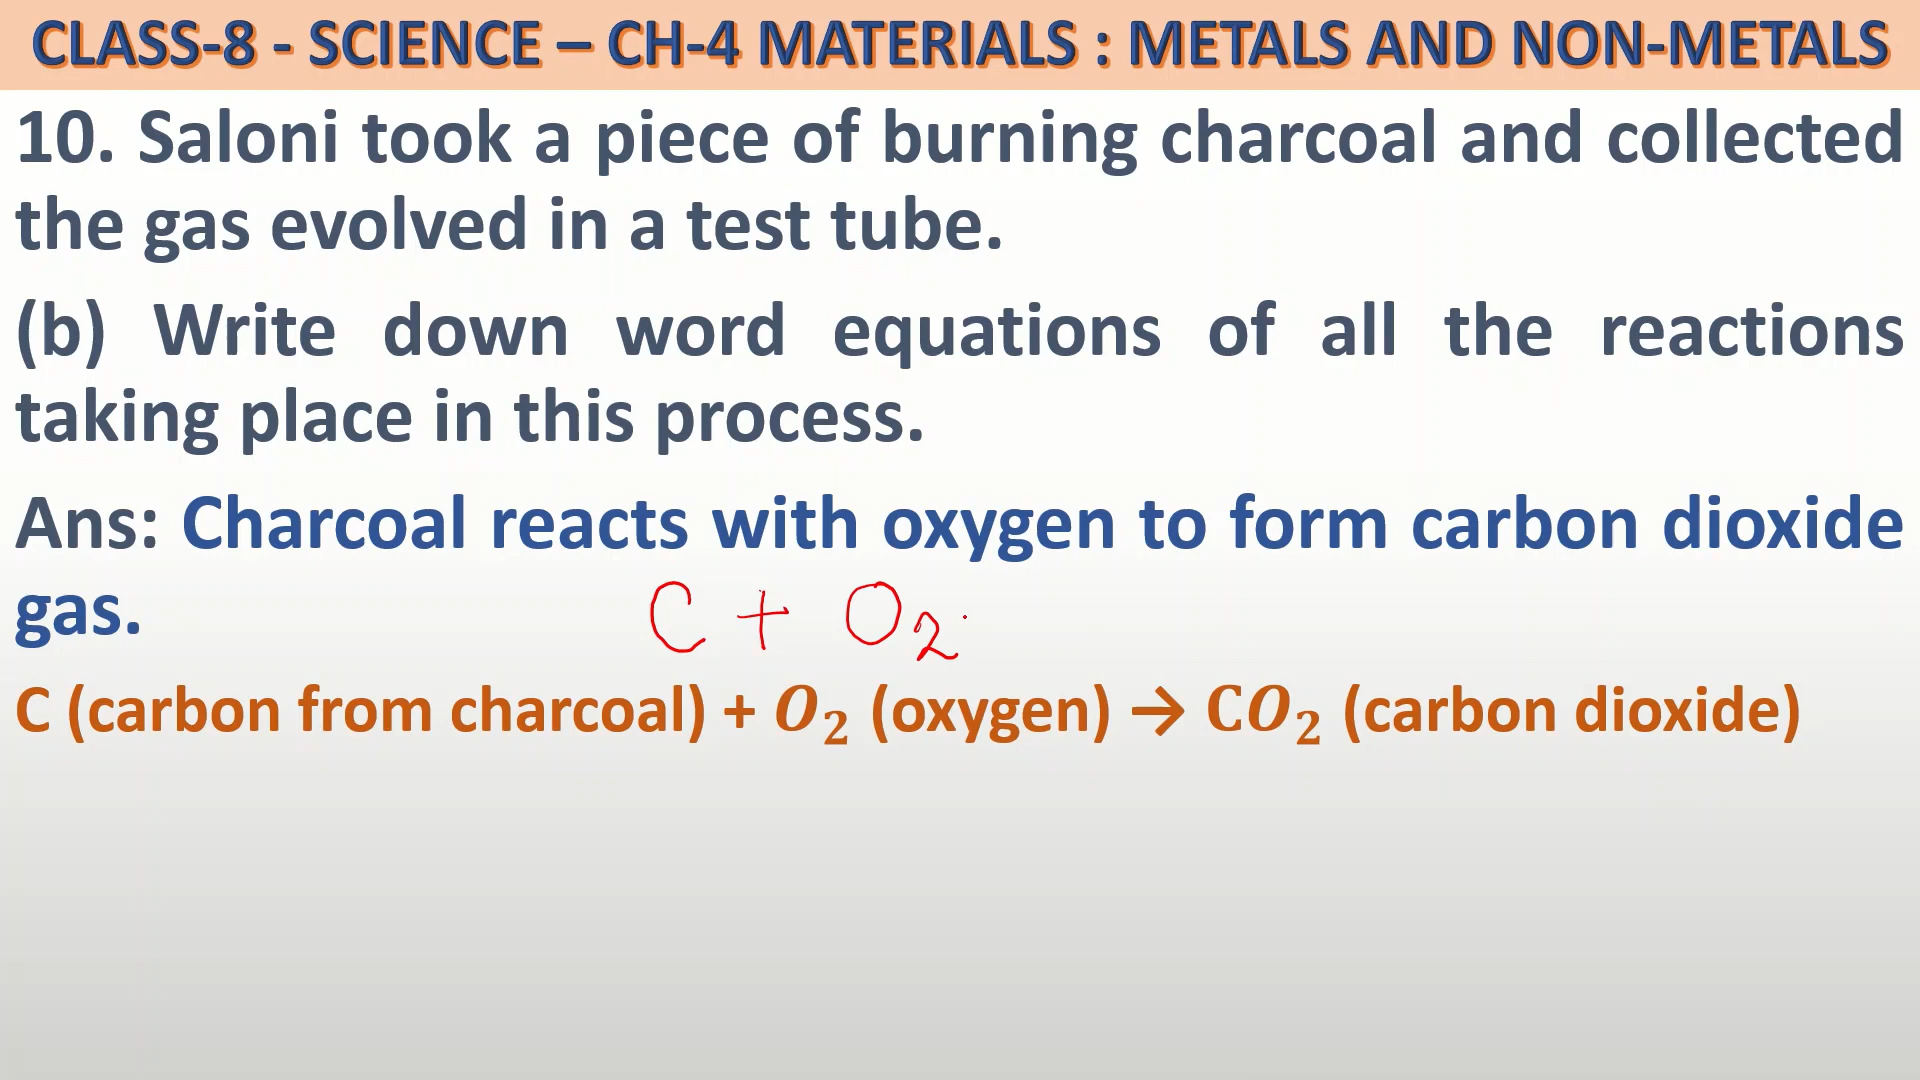 CLASS-8 - SCIENCE – CH-4 MATERIALS : METALS AND NON-METALS
10. Saloni took a piece of burning charcoal and collected
the gas evolved in a test tube.
(b) Write down word equations of all the reactions
taking place in this process.
Ans: Charcoal reacts with oxygen to form carbon dioxide
gas.
C + O₂
C (carbon from charcoal) + O₂ (oxygen) → CO₂ (carbon dioxide)